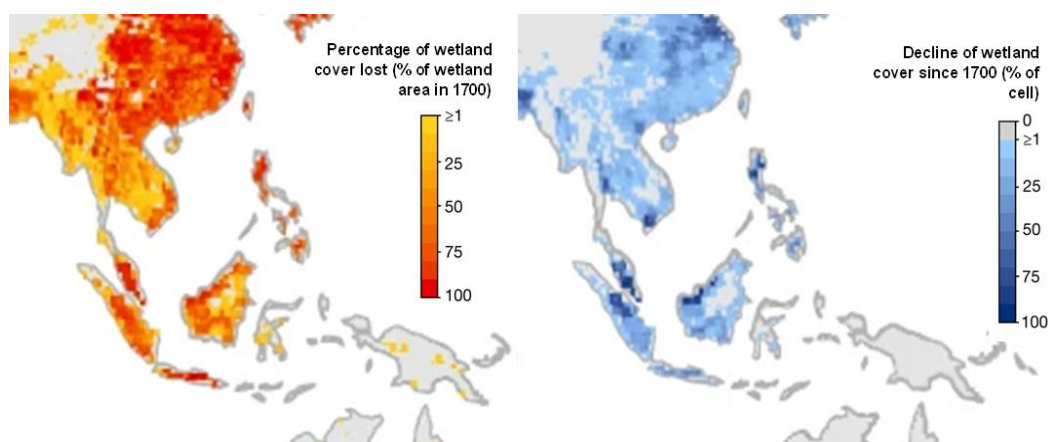 Percentage of wetland
cover lost (% of wetland
area in 1700)
≥1
25
50
75
100
Decline of wetland
cover since 1700 (% of
cell)
0
≥1
25
50
75
100